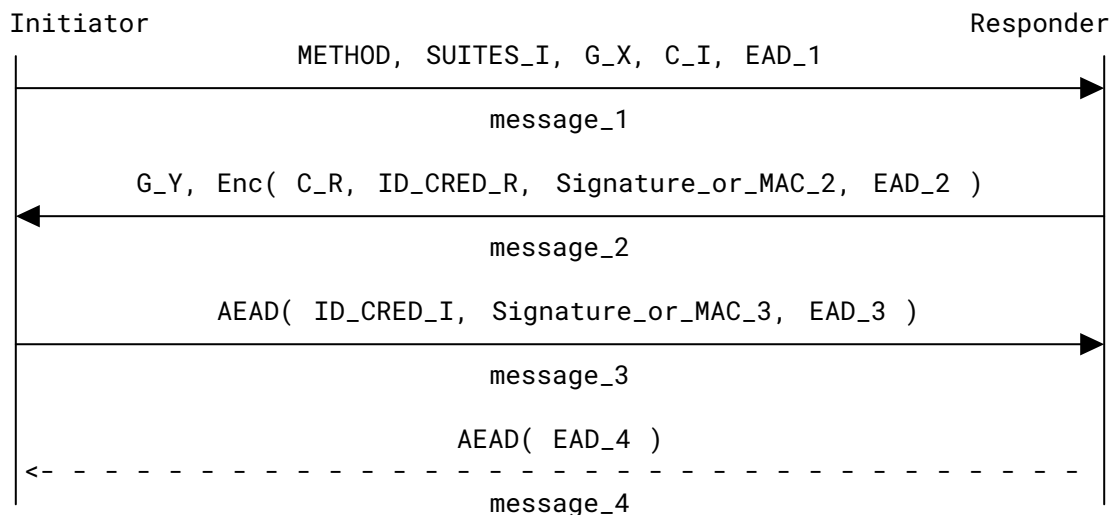 Initiator Responder
METHOD, SUITES_I, G_X, C_I, EAD_1
message_1
G_Y, Enc( C_R, ID_CRED_R, Signature_or_MAC_2, EAD_2 )
message_2
AEAD( ID_CRED_I, Signature_or_MAC_3, EAD_3 )
message_3
AEAD( EAD_4 )
message_4